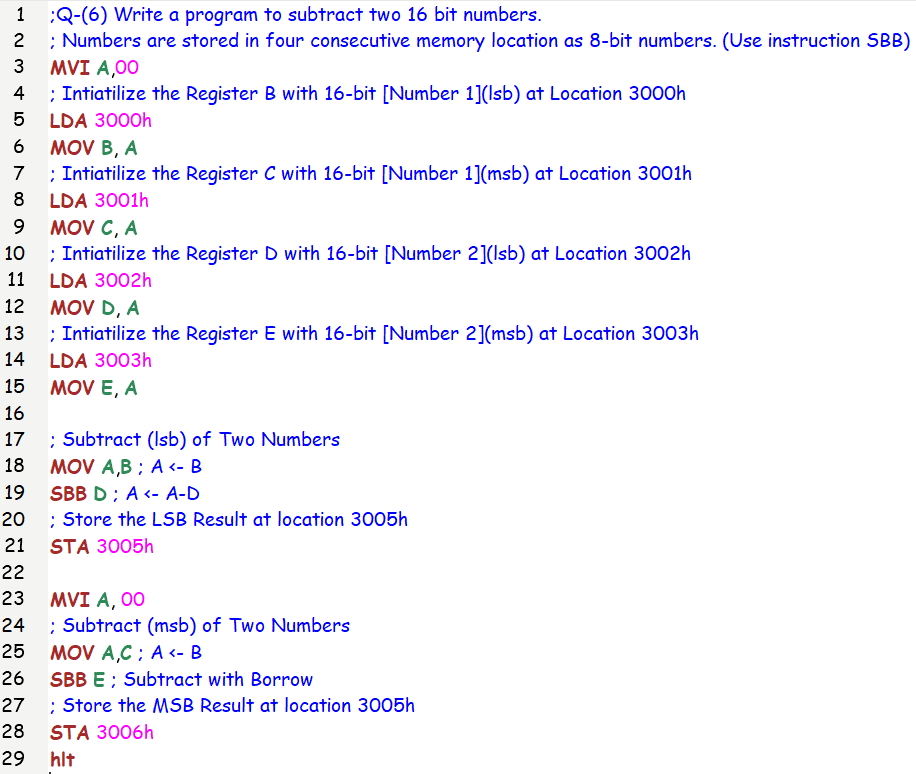 1 ;Q-(6) Write a program to subtract two 16 bit numbers.
2 ; Numbers are stored in four consecutive memory location as 8-bit numbers. (Use instruction SBB)
3 MVI A,00
4 ; Intiatilize the Register B with 16-bit [Number 1](lsb) at Location 3000h
5 LDA 3000h
6 MOV B, A
7 ; Intiatilize the Register C with 16-bit [Number 1](msb) at Location 3001h
8 LDA 3001h
9 MOV C, A
10 ; Intiatilize the Register D with 16-bit [Number 2](lsb) at Location 3002h
11 LDA 3002h
12 MOV D, A
13 ; Intiatilize the Register E with 16-bit [Number 2](msb) at Location 3003h
14 LDA 3003h
15 MOV E, A
16
17 ; Subtract (lsb) of Two Numbers
18 MOV A,B ; A <- B
19 SBB D ; A <- A-D
20 ; Store the LSB Result at location 3005h
21 STA 3005h
22
23 MVI A, 00
24 ; Subtract (msb) of Two Numbers
25 MOV A,C ; A <- B
26 SBB E ; Subtract with Borrow
27 ; Store the MSB Result at location 3005h
28 STA 3006h
29 hlt